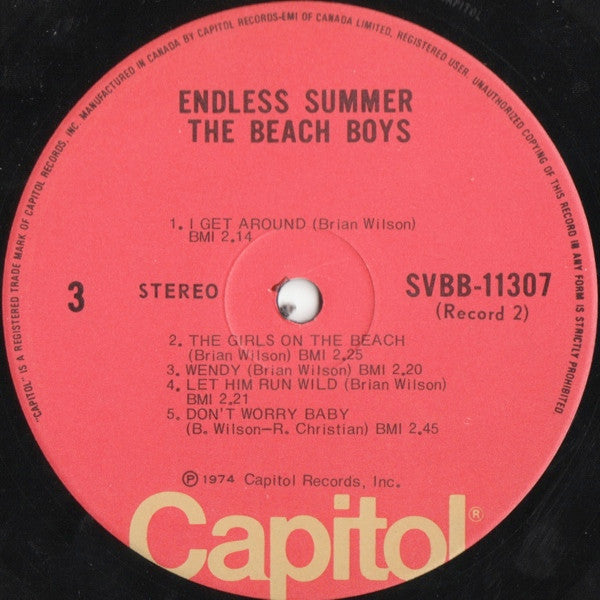 "CAPITOL" IS A REGISTERED TRADE MARK OF CAPITOL RECORDS, INC. MANUFACTURED IN CANADA BY CAPITOL RECORDS-EMI OF CANADA LIMITED, REGISTERED USER. UNAUTHORIZED COPYING OF THIS RECORD IN ANY FORM IS STRICTLY PROHIBITED
ENDLESS SUMMER
THE BEACH BOYS
1. I GET AROUND (Brian Wilson)
BMI 2.14
3
STEREO
SVBB-11307
(Record 2)
2. THE GIRLS ON THE BEACH
(Brian Wilson) BMI 2.25
3. WENDY (Brian Wilson) BMI 2.20
4. LET HIM RUN WILD (Brian Wilson)
BMI 2.21
5. DON'T WORRY BABY
(B. Wilson—R. Christian) BMI 2.45
℗ 1974 Capitol Records, Inc.
Capitol®